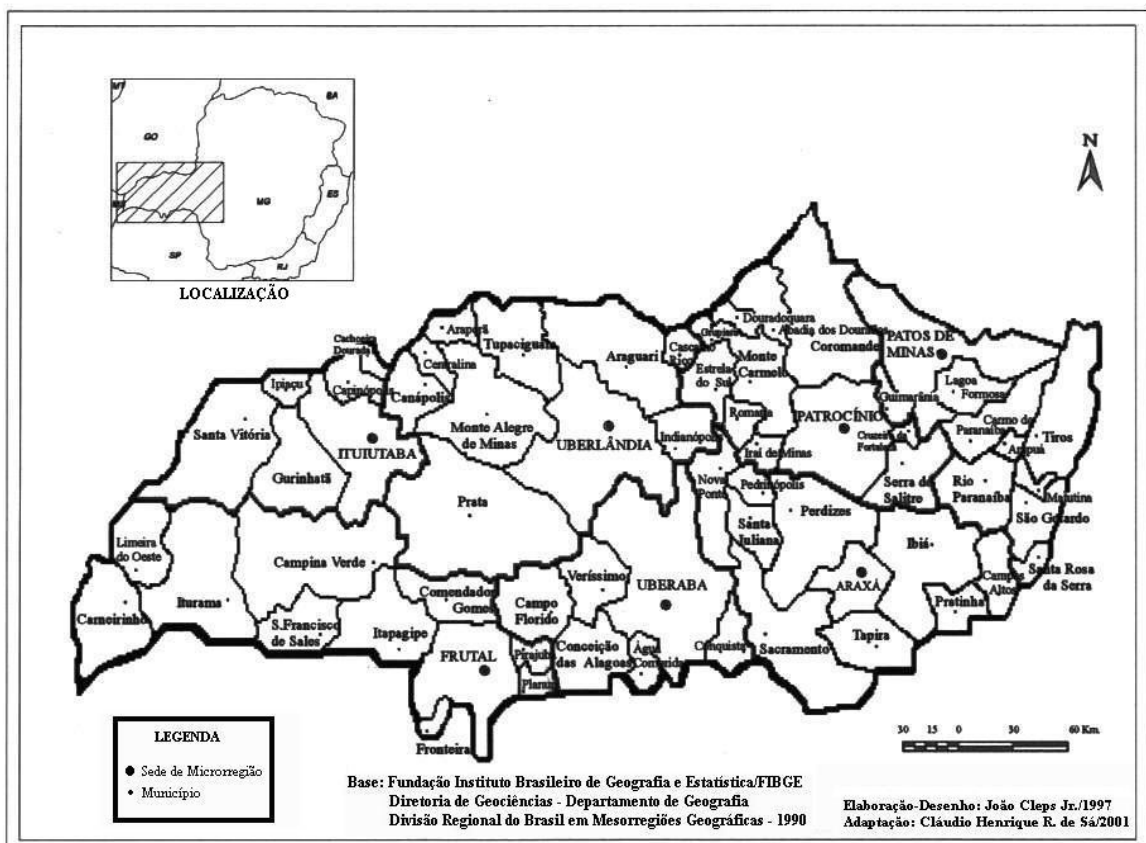 MT
BA
GO
MG
ES
SP
RJ
LOCALIZAÇÃO
N
Araporã
Tupaciguara
Cachoeira
Dourada
Centralina
Ipiaçu
Capinópolis
Canápolis
Araguari
Cascalho
Rico
Douradoquara
Abadia dos Dourados
Coromandel
Estrela
do Sul
Monte
Carmelo
PATOS DE
MINAS
Lagoa
Formosa
Guimarânia
Santa Vitória
ITUIUTABA
Gurinhatã
Monte Alegre
de Minas
UBERLÂNDIA
Indianópolis
Romaria
Iraí de Minas
PATROCÍNIO
Cruzeiro da
Fortaleza
Carmo do
Paranaíba
Arapuá
Tiros
Serra do
Salitre
Rio
Paranaíba
Matutina
São Gotardo
Prata
Nova
Ponte
Pedrinópolis
Santa
Juliana
Perdizes
Ibiá
Santa Rosa
da Serra
Limeira
do Oeste
Campina Verde
Veríssimo
UBERABA
ARAXÁ
Campos
Altos
Pratinha
Carneirinho
Iturama
S.Francisco
de Sales
Comendador
Gomes
Campo
Florido
Itapagipe
Conceição
das Alagoas
Água
Comprida
Conquista
Sacramento
Tapira
FRUTAL
Pirajuba
Fronteira
30 15 0 30 60 Km.
LEGENDA
Sede de Microrregião
Município
Base: Fundação Instituto Brasileiro de Geografia e Estatística/FIBGE
Diretoria de Geociências - Departamento de Geografia
Divisão Regional do Brasil em Mesorregiões Geográficas - 1990
Elaboração-Desenho: João Cleps Jr./1997
Adaptação: Cláudio Henrique R. de Sá/2001